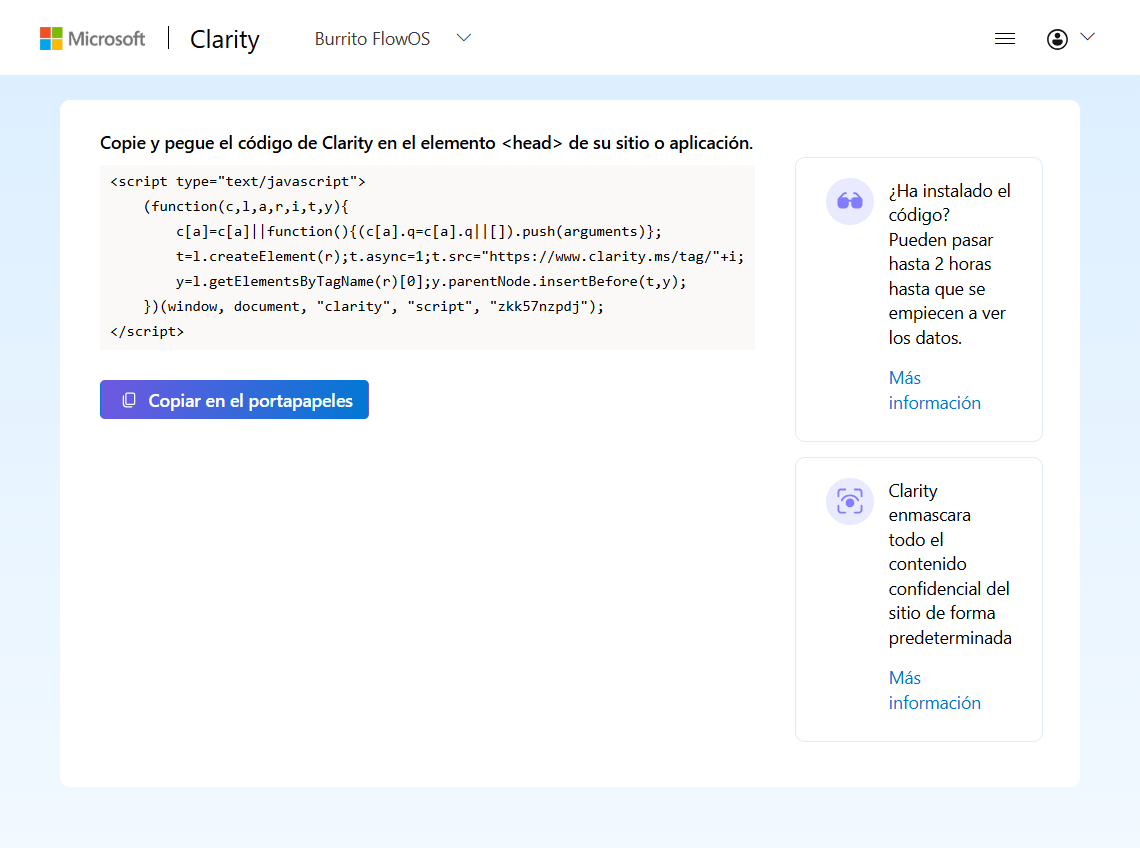 Microsoft
Clarity
Burrito FlowOS
Copie y pegue el código de Clarity en el elemento <head> de su sitio o aplicación.
<script type="text/javascript">
    (function(c,l,a,r,i,t,y){
        c[a]=c[a]||function(){(c[a].q=c[a].q||[]).push(arguments)};
        t=l.createElement(r);t.async=1;t.src="https://www.clarity.ms/tag/"+i;
        y=l.getElementsByTagName(r)[0];y.parentNode.insertBefore(t,y);
    })(window, document, "clarity", "script", "zkk57nzpdj");
</script>
Copiar en el portapapeles
¿Ha instalado el
código?
Pueden pasar
hasta 2 horas
hasta que se
empiecen a ver
los datos.
Más
información
Clarity
enmascara
todo el
contenido
confidencial del
sitio de forma
predeterminada
Más
información